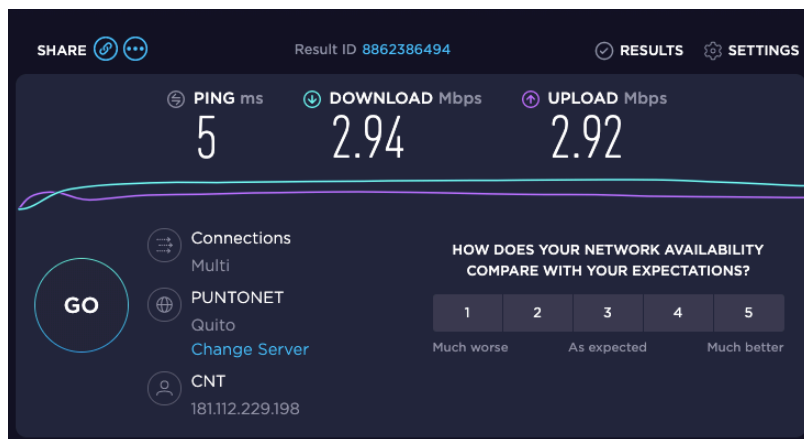 SHARE Result ID 8862386494 RESULTS SETTINGS
PING ms DOWNLOAD Mbps UPLOAD Mbps
5 2.94 2.92
GO
Connections
Multi
PUNTONET
Quito
Change Server
CNT
181.112.229.198
HOW DOES YOUR NETWORK AVAILABILITY
COMPARE WITH YOUR EXPECTATIONS?
1 2 3 4 5
Much worse As expected Much better